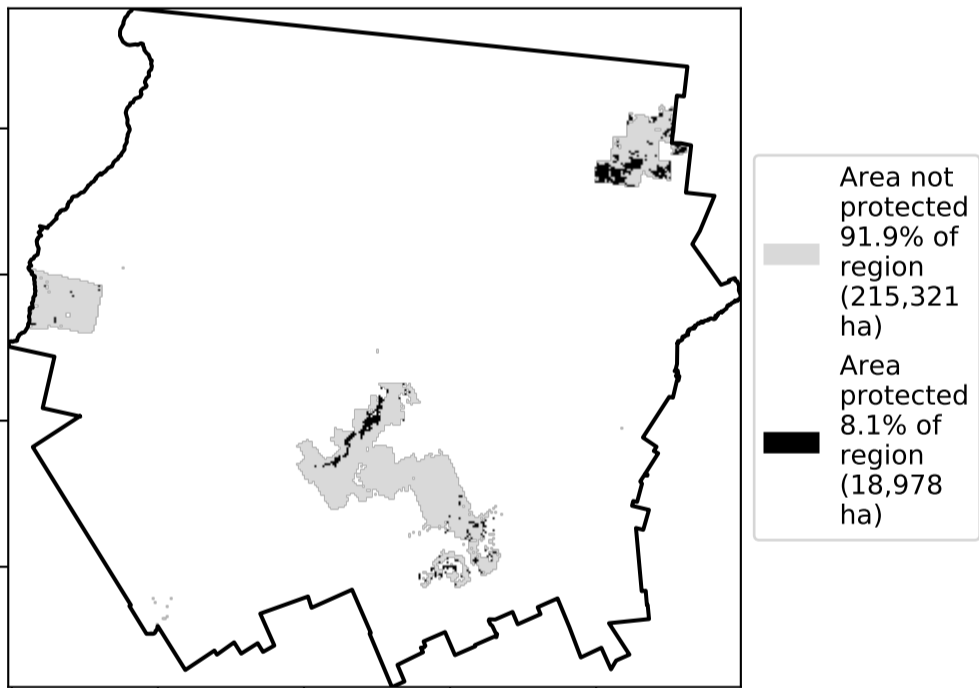 Area not
protected
91.9% of
region
(215,321
ha)
Area
protected
8.1% of
region
(18,978
ha)